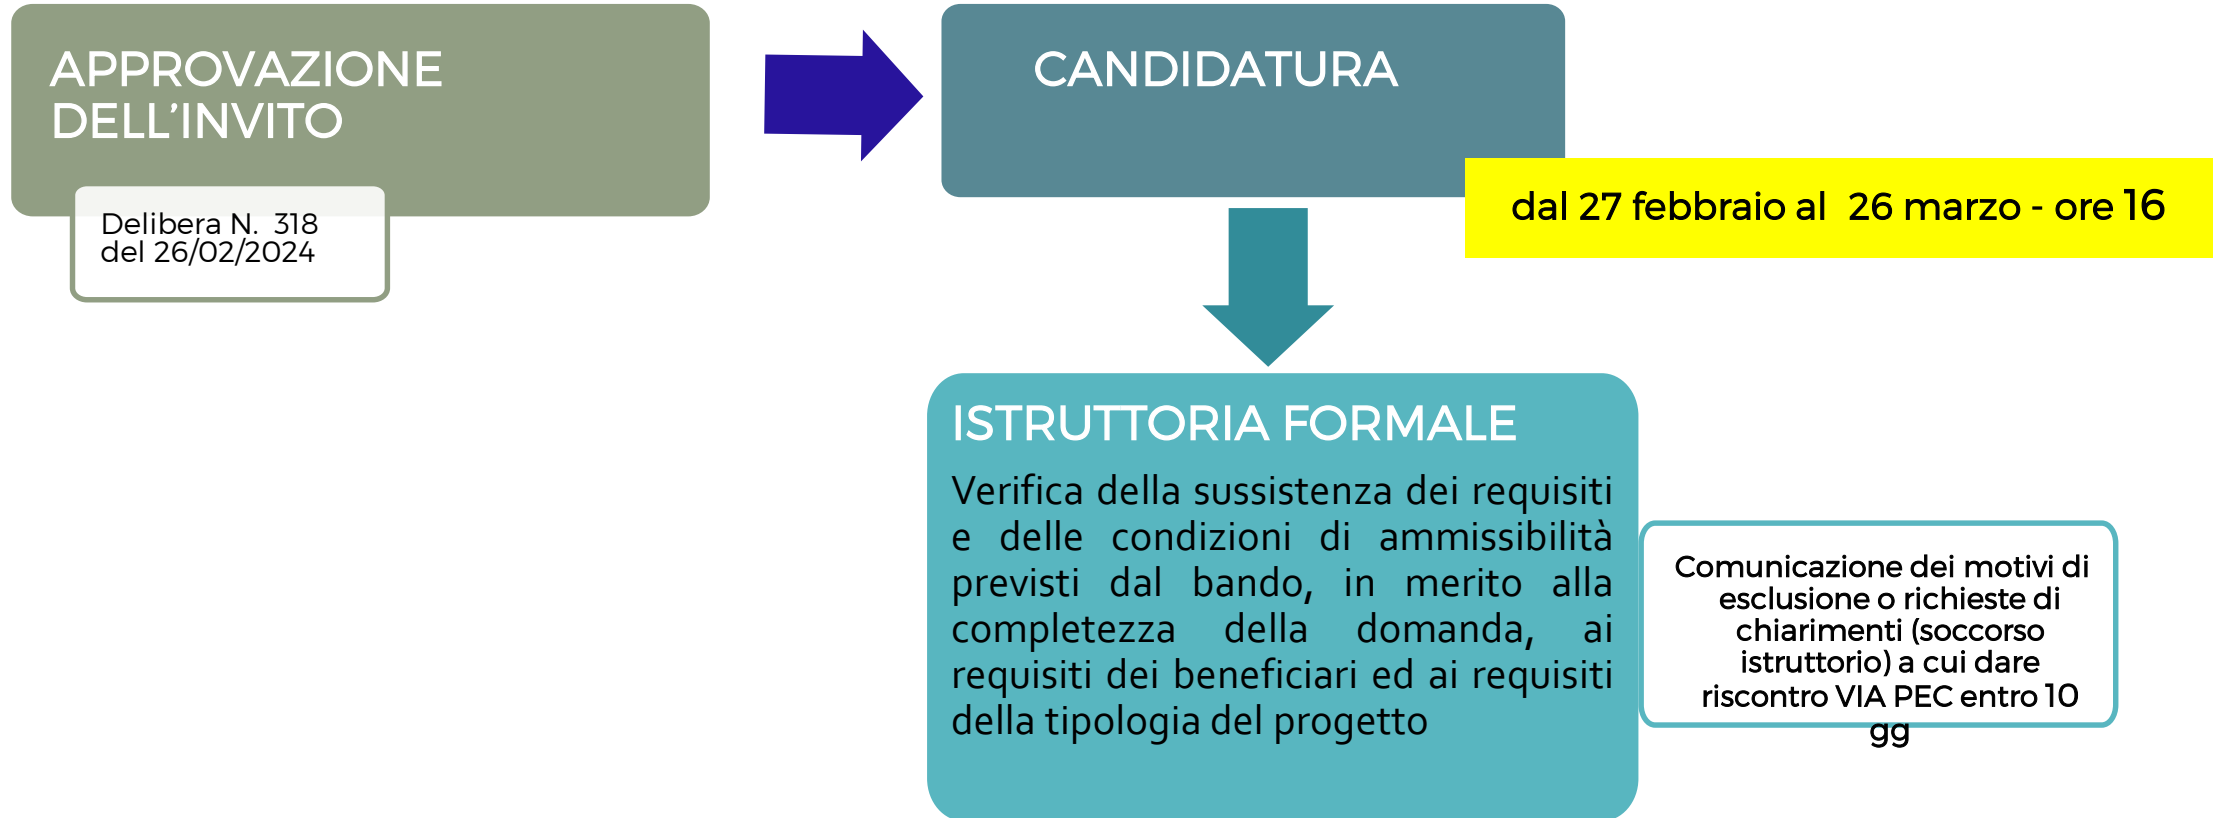 APPROVAZIONE
DELL’INVITO
Delibera N. 318
del 26/02/2024
CANDIDATURA
dal 27 febbraio al 26 marzo - ore 16
ISTRUTTORIA FORMALE
Verifica della sussistenza dei requisiti
e delle condizioni di ammissibilità
previsti dal bando, in merito alla
completezza della domanda, ai
requisiti dei beneficiari ed ai requisiti
della tipologia del progetto
Comunicazione dei motivi di
esclusione o richieste di
chiarimenti (soccorso
istruttorio) a cui dare
riscontro VIA PEC entro 10
gg